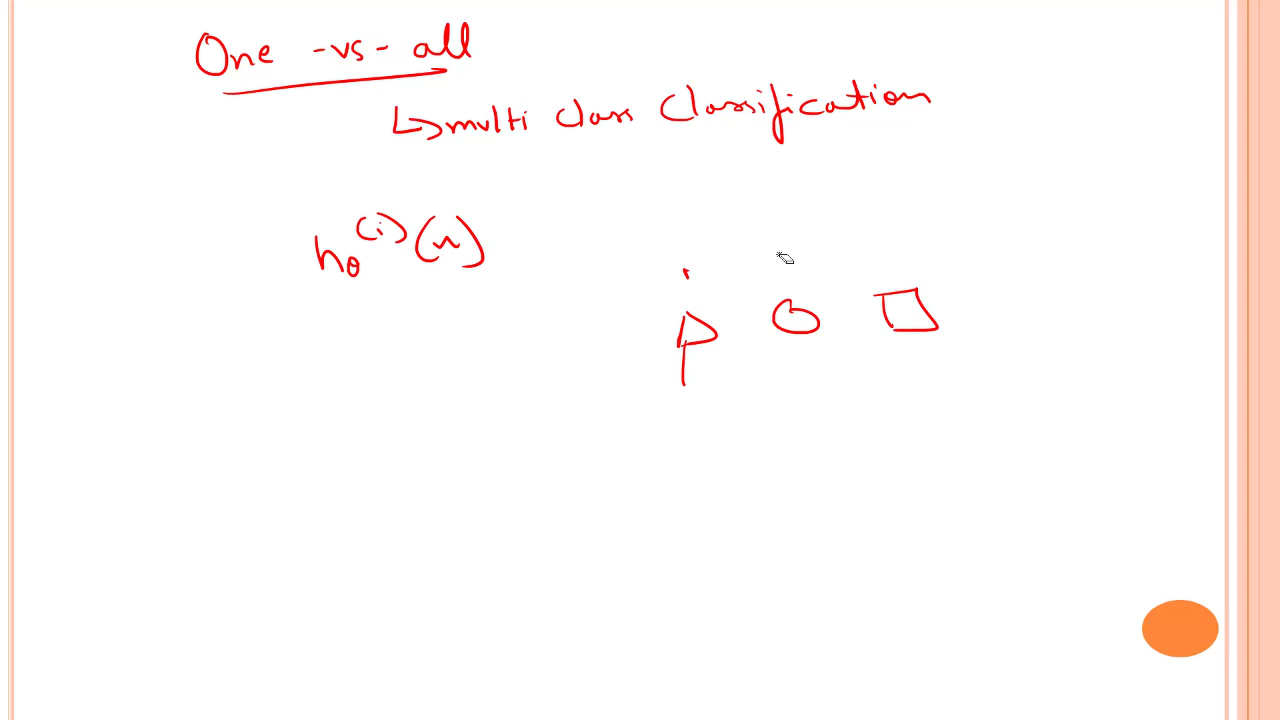 One -vs- all
↳ multi class classification
hθ^(i)(x)